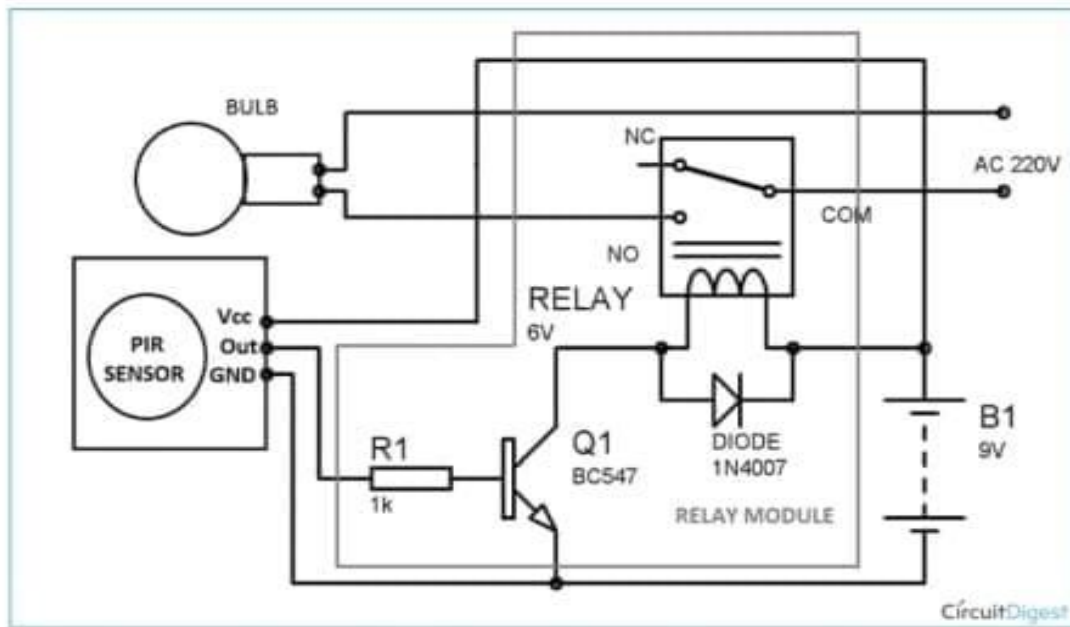 BULB
NC
AC 220V
COM
NO
RELAY
6V
Vcc
Out
GND
PIR
SENSOR
R1
1k
Q1
BC547
DIODE
1N4007
B1
9V
RELAY MODULE
CírcuitDigest